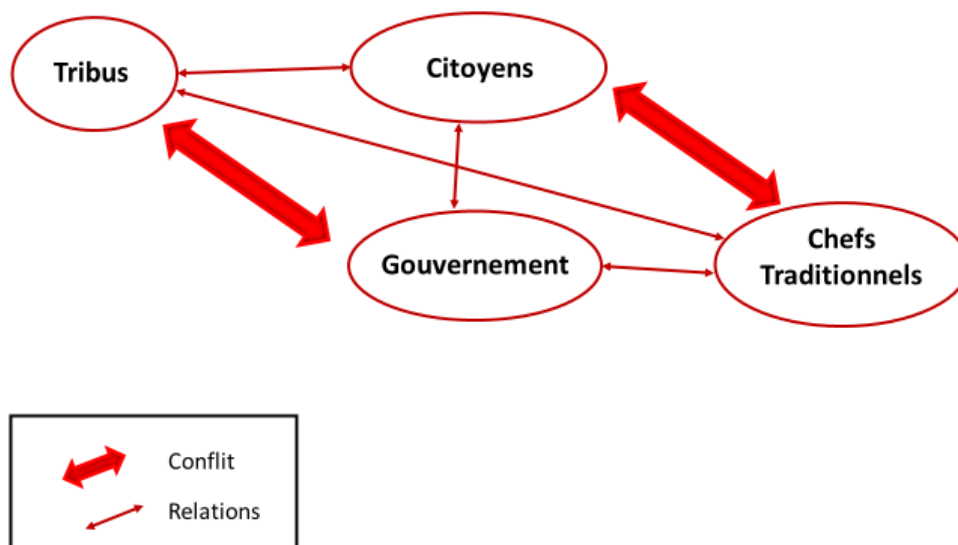 Tribus
Citoyens
Gouvernement
Chefs
Traditionnels
Conflit
Relations